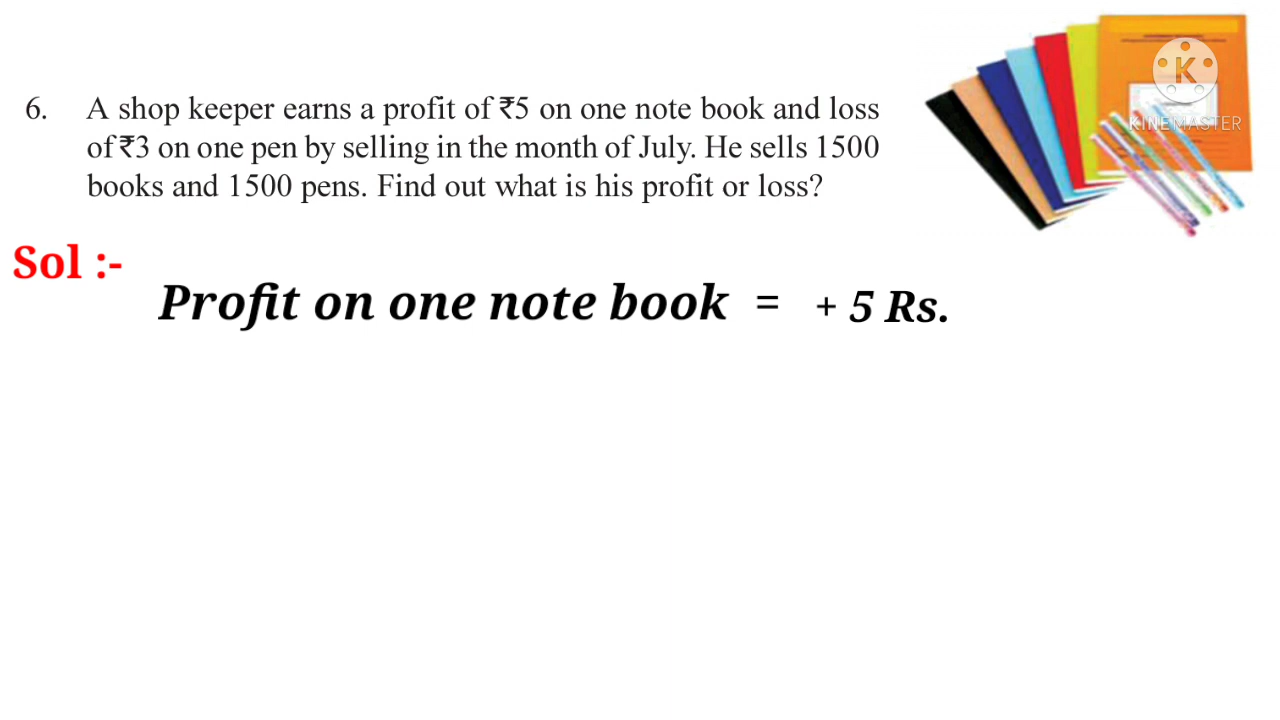 6. A shop keeper earns a profit of ₹5 on one note book and loss
of ₹3 on one pen by selling in the month of July. He sells 1500
books and 1500 pens. Find out what is his profit or loss?
K
KINEMASTER
Sol :-
Profit on one note book = + 5 Rs.